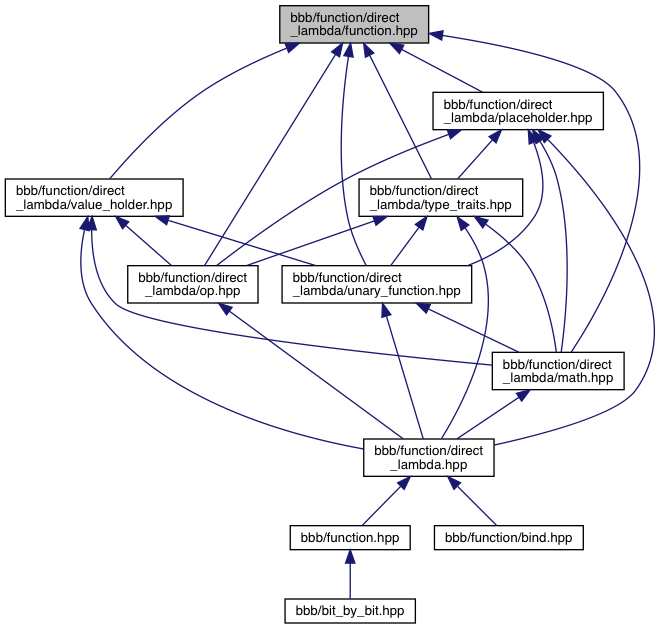 bbb/function/direct
_lambda/function.hpp
bbb/function/direct
_lambda/placeholder.hpp
bbb/function/direct
_lambda/value_holder.hpp
bbb/function/direct
_lambda/type_traits.hpp
bbb/function/direct
_lambda/op.hpp
bbb/function/direct
_lambda/unary_function.hpp
bbb/function/direct
_lambda/math.hpp
bbb/function/direct
_lambda.hpp
bbb/function.hpp
bbb/function/bind.hpp
bbb/bit_by_bit.hpp